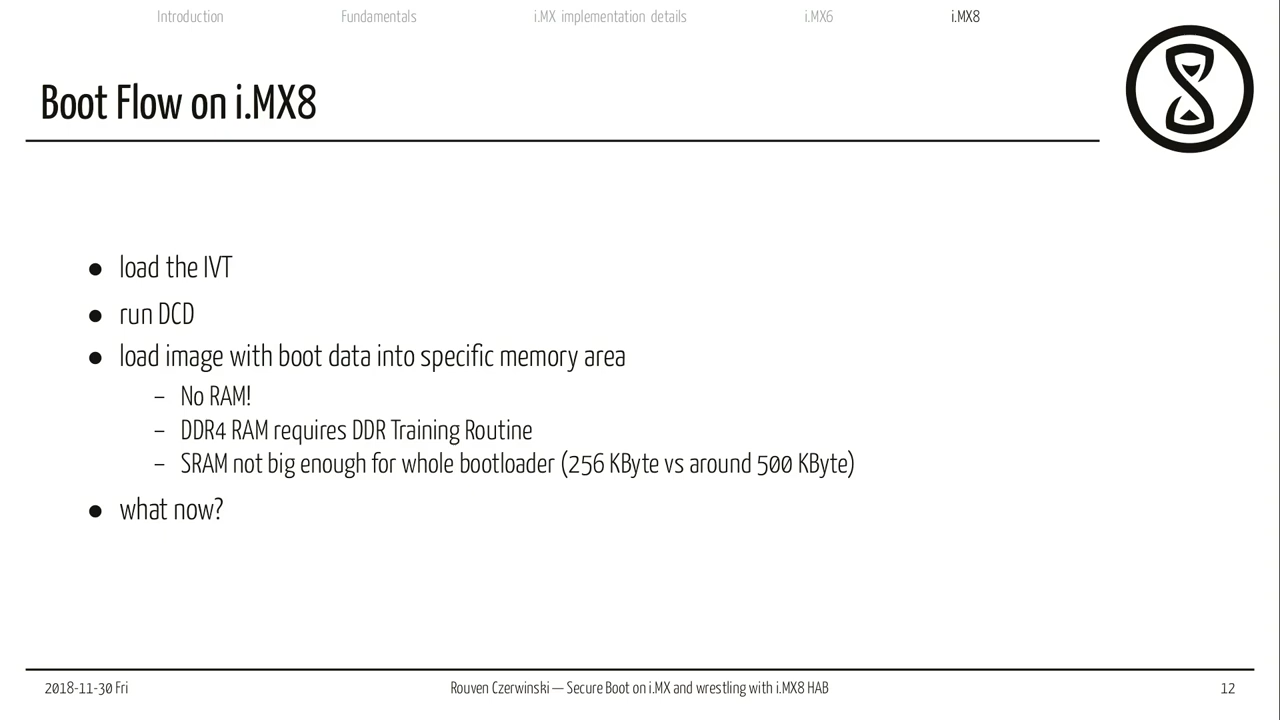 Introduction Fundamentals i.MX implementation details i.MX6 i.MX8
Boot Flow on i.MX8
● load the IVT
● run DCD
● load image with boot data into specific memory area
– No RAM!
– DDR4 RAM requires DDR Training Routine
– SRAM not big enough for whole bootloader (256 KByte vs around 500 KByte)
● what now?
2018-11-30 Fri Rouven Czerwinski — Secure Boot on i.MX and wrestling with i.MX8 HAB 12